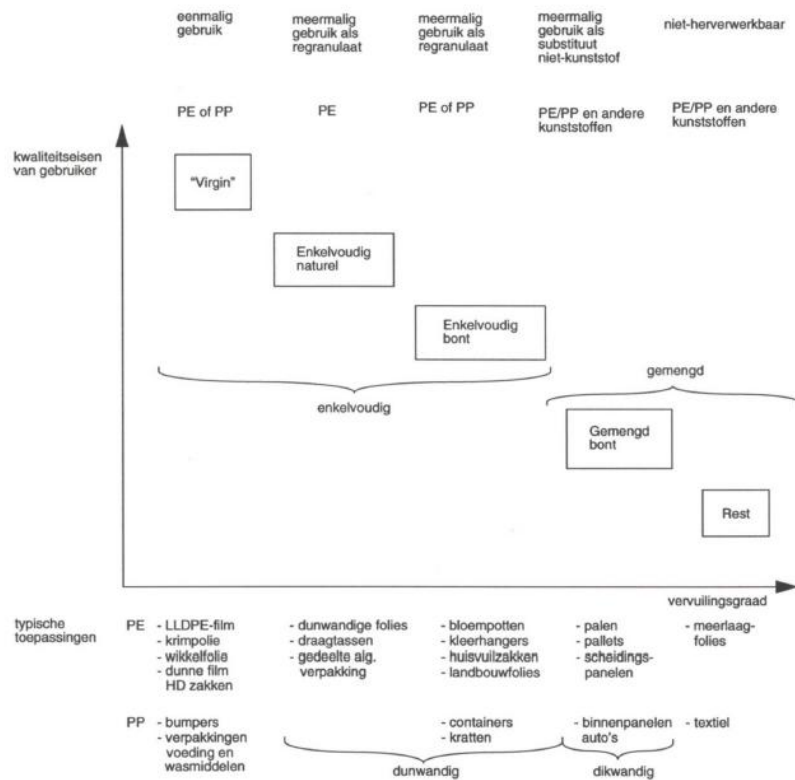 eenmalig
gebruik
meermalig
gebruik als
regranulaat
meermalig
gebruik als
regranulaat
meermalig
gebruik als
substituut
niet-kunststof
niet-herverwerkbaar
PE of PP
PE
PE of PP
PE/PP en andere
kunststoffen
PE/PP en andere
kunststoffen
kwaliteitseisen
van gebruiker
"Virgin"
Enkelvoudig
naturel
Enkelvoudig
bont
enkelvoudig
gemengd
Gemengd
bont
Rest
vervuilingsgraad
typische
toepassingen
PE
- LLDPE-film
- krimpolie
- wikkelfolie
- dunne film
HD zakken
- dunwandige folies
- draagtassen
- gedeelte alg.
verpakking
- bloempotten
- kleerhangers
- huisvuilzakken
- landbouwfolies
- palen
- pallets
- scheidings-
panelen
- meerlaag-
folies
PP
- bumpers
- verpakkingen
voeding en
wasmiddelen
- containers
- kratten
- binnenpanelen
auto's
- textiel
dunwandig
dikwandig